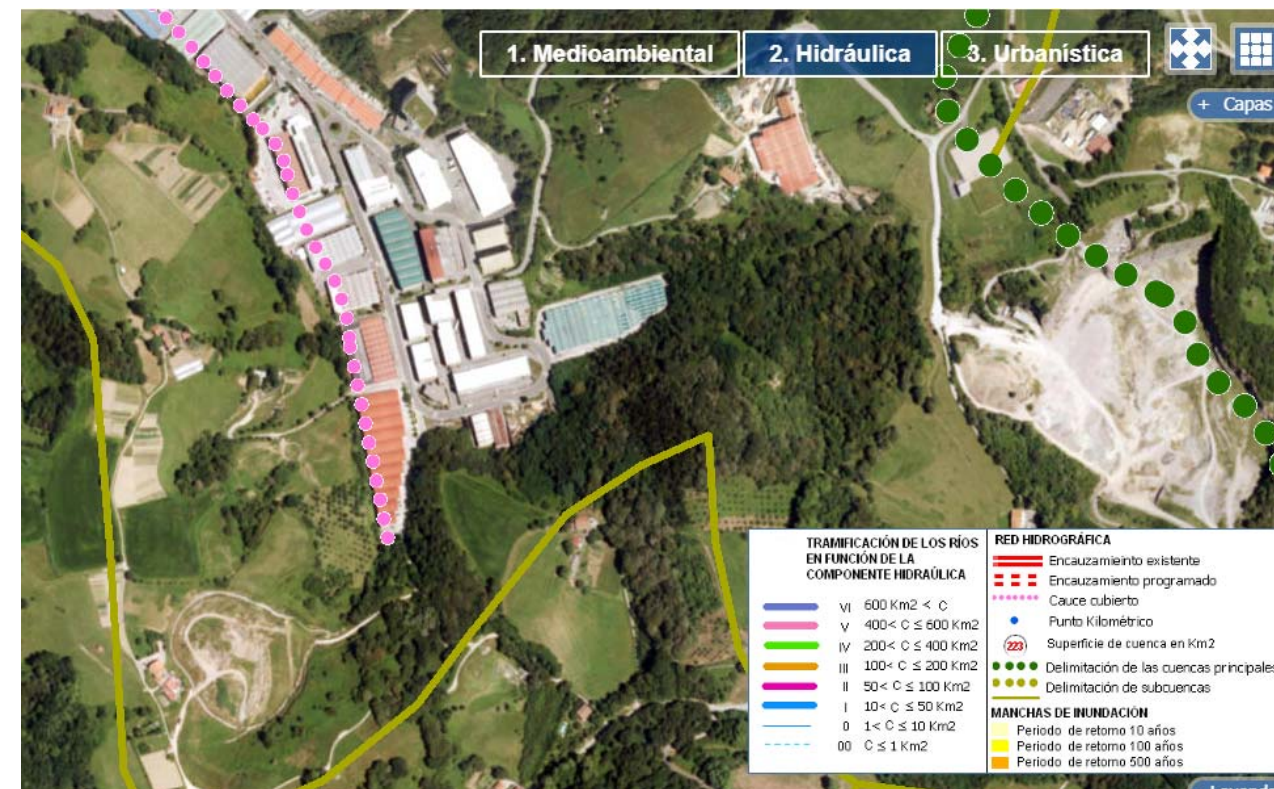 1. Medioambiental
2. Hidráulica
3. Urbanística
+ Capas
TRAMIFICACIÓN DE LOS RÍOS
EN FUNCIÓN DE LA
COMPONENTE HIDRAÚLICA
VI 600 Km2 < C
V 400< C ≤ 600 Km2
IV 200< C ≤ 400 Km2
III 100< C ≤ 200 Km2
II 50< C ≤ 100 Km2
I 10< C ≤ 50 Km2
0 1< C ≤ 10 Km2
00 C ≤ 1 Km2
RED HIDROGRÁFICA
Encauzamieinto existente
Encauzamiento programado
Cauce cubierto
Punto Kilométrico
223 Superficie de cuenca en Km2
Delimitación de las cuencas principales
Delimitación de subcuencas
MANCHAS DE INUNDACIÓN
Periodo de retorno 10 años
Periodo de retorno 100 años
Periodo de retorno 500 años